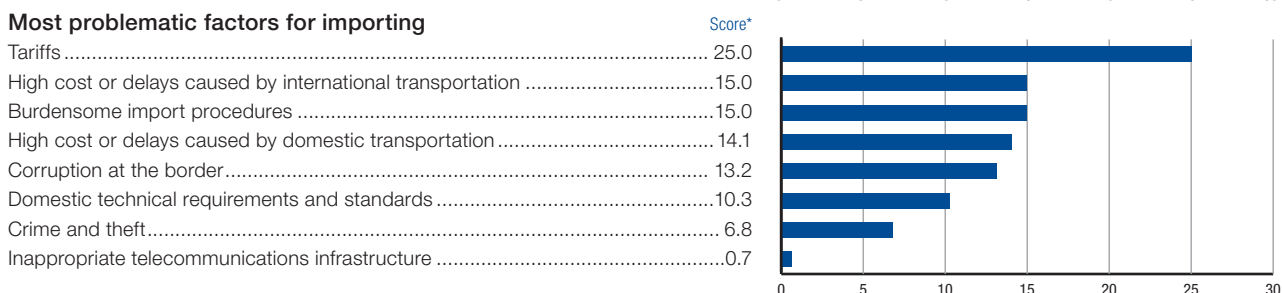 Most problematic factors for importing Score*
Tariffs 25.0
High cost or delays caused by international transportation 15.0
Burdensome import procedures 15.0
High cost or delays caused by domestic transportation 14.1
Corruption at the border 13.2
Domestic technical requirements and standards 10.3
Crime and theft 6.8
Inappropriate telecommunications infrastructure 0.7
0 5 10 15 20 25 30